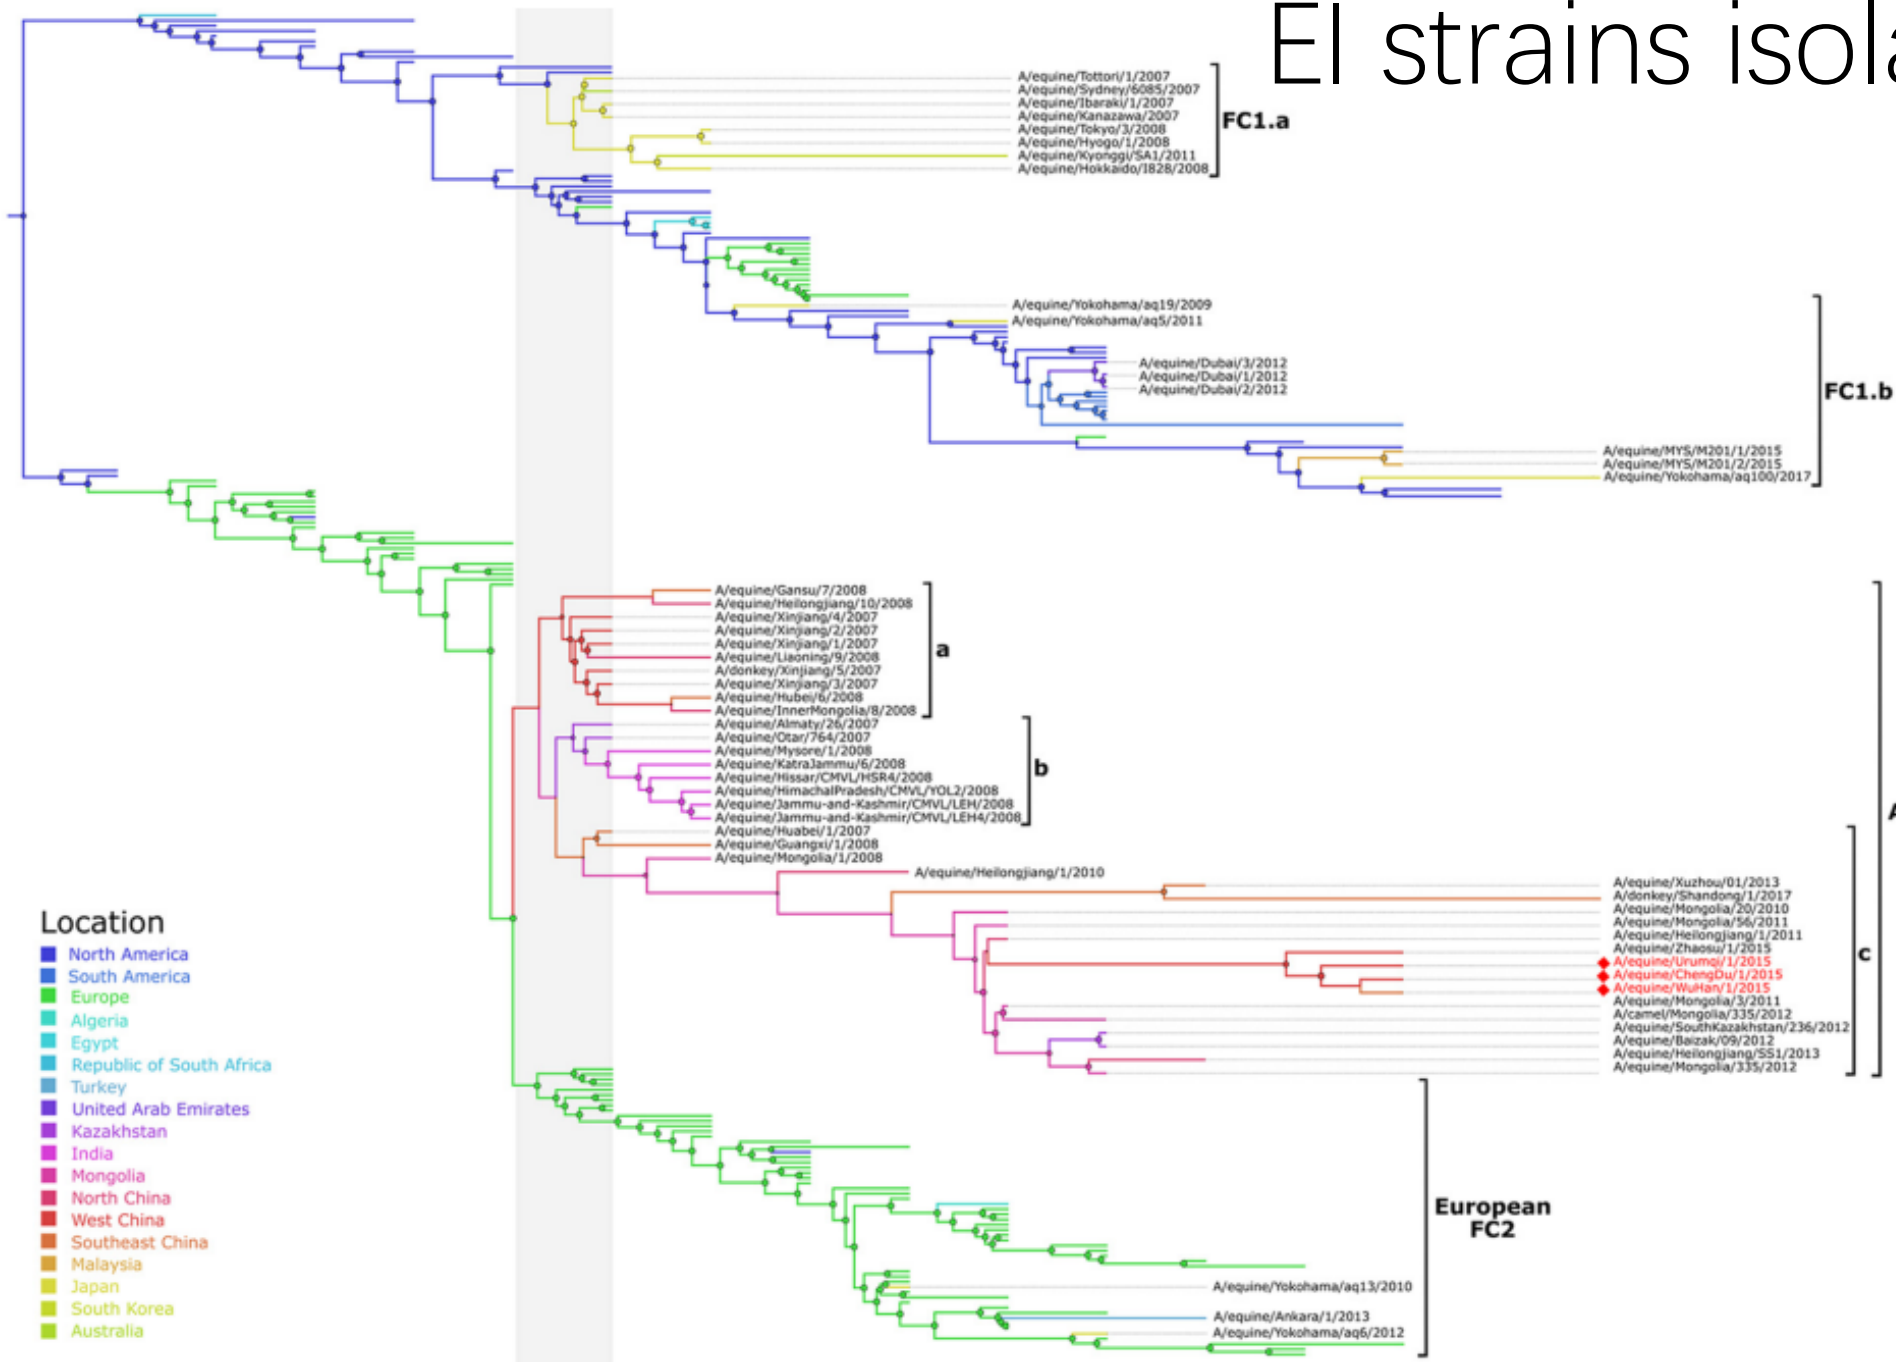 EI strains isola
A/equine/Tottori/1/2007
A/equine/Sydney/6085/2007
A/equine/Ibaraki/1/2007
A/equine/Kanazawa/2007
A/equine/Tokyo/3/2008
A/equine/Hyogo/1/2008
A/equine/Kyonggi/SA1/2011
A/equine/Hokkaido/I828/2008
FC1.a
A/equine/Yokohama/aq19/2009
A/equine/Yokohama/aq5/2011
A/equine/Dubai/3/2012
A/equine/Dubai/1/2012
A/equine/Dubai/2/2012
FC1.b
A/equine/MYS/M201/1/2015
A/equine/MYS/M201/2/2015
A/equine/Yokohama/aq100/2017
A/equine/Gansu/7/2008
A/equine/Heilongjiang/10/2008
A/equine/Xinjiang/4/2007
A/equine/Xinjiang/2/2007
A/equine/Xinjiang/1/2007
A/equine/Liaoning/9/2008
A/donkey/Xinjiang/5/2007
A/equine/Xinjiang/3/2007
A/equine/Hubei/6/2008
A/equine/InnerMongolia/8/2008
a
A/equine/Almaty/26/2007
A/equine/Otar/764/2007
A/equine/Mysore/1/2008
A/equine/KatraJammu/6/2008
A/equine/Hissar/CMVL/HSR4/2008
A/equine/HimachalPradesh/CMVL/YOL2/2008
A/equine/Jammu-and-Kashmir/CMVL/LEH/2008
A/equine/Jammu-and-Kashmir/CMVL/LEH4/2008
b
A/equine/Huabei/1/2007
A/equine/Guangxi/1/2008
A/equine/Mongolia/1/2008
A/equine/Heilongjiang/1/2010
A/equine/Xuzhou/01/2013
A/donkey/Shandong/1/2017
A/equine/Mongolia/20/2010
A/equine/Mongolia/56/2011
A/equine/Heilongjiang/1/2011
A/equine/Zhaosu/1/2015
A/equine/Urumqi/1/2015
A/equine/ChengDu/1/2015
A/equine/WuHan/1/2015
A/equine/Mongolia/3/2011
A/camel/Mongolia/335/2012
A/equine/SouthKazakhstan/236/2012
A/equine/Baizak/09/2012
A/equine/Heilongjiang/SS1/2013
A/equine/Mongolia/335/2012
c
A
Location
North America
South America
Europe
Algeria
Egypt
Republic of South Africa
Turkey
United Arab Emirates
Kazakhstan
India
Mongolia
North China
West China
Southeast China
Malaysia
Japan
South Korea
Australia
European
FC2
A/equine/Yokohama/aq13/2010
A/equine/Ankara/1/2013
A/equine/Yokohama/aq6/2012